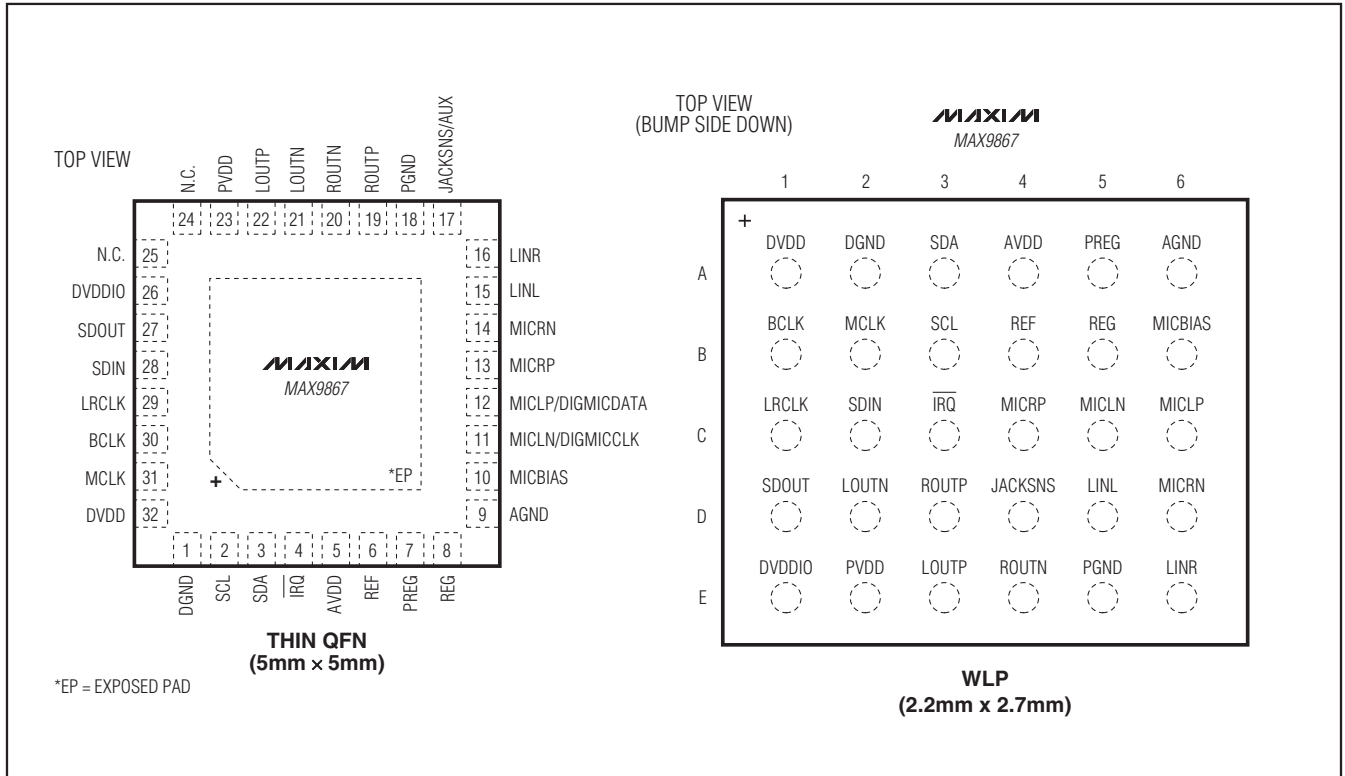 TOP VIEW
N.C.
PVDD
LOUTP
LOUTN
ROUTN
ROUTP
PGND
JACKSNS/AUX
24 23 22 21 20 19 18 17
N.C. 25
DVDDIO 26
SDOUT 27
SDIN 28
LRCLK 29
BCLK 30
MCLK 31
DVDD 32
MAXIM
MAX9867
+
*EP
16 LINR
15 LINL
14 MICRN
13 MICRP
12 MICLP/DIGMICDATA
11 MICLN/DIGMICCLK
10 MICBIAS
9 AGND
1 2 3 4 5 6 7 8
DGND
SCL
SDA
IRQ
AVDD
REF
PREG
REG
THIN QFN
(5mm × 5mm)
*EP = EXPOSED PAD
TOP VIEW
(BUMP SIDE DOWN)
MAXIM
MAX9867
1 2 3 4 5 6
+
DVDD DGND SDA AVDD PREG AGND
A
BCLK MCLK SCL REF REG MICBIAS
B
LRCLK SDIN IRQ MICRP MICLN MICLP
C
SDOUT LOUTN ROUTP JACKSNS LINL MICRN
D
DVDDIO PVDD LOUTP ROUTN PGND LINR
E
WLP
(2.2mm x 2.7mm)